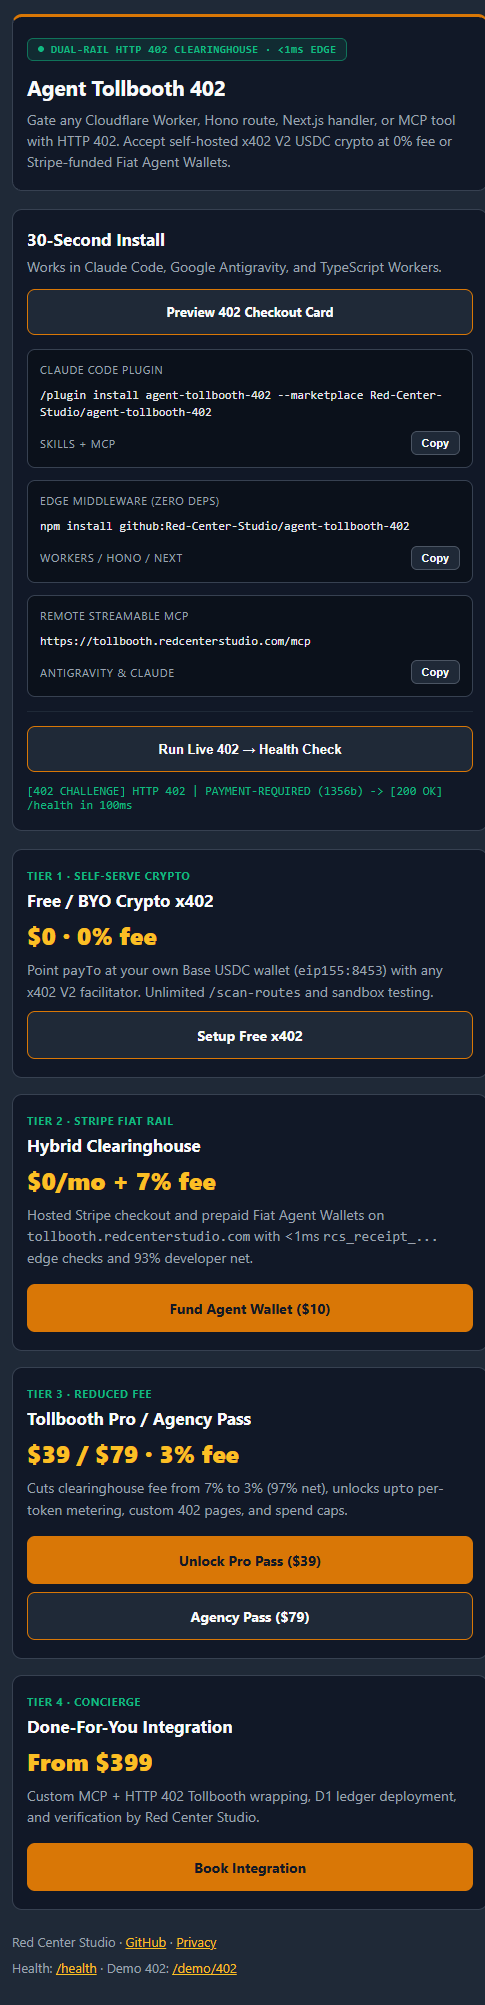 ● DUAL-RAIL HTTP 402 CLEARINGHOUSE · <1ms EDGE
Agent Tollbooth 402
Gate any Cloudflare Worker, Hono route, Next.js handler, or MCP tool
with HTTP 402. Accept self-hosted x402 V2 USDC crypto at 0% fee or
Stripe-funded Fiat Agent Wallets.
30-Second Install
Works in Claude Code, Google Antigravity, and TypeScript Workers.
Preview 402 Checkout Card
CLAUDE CODE PLUGIN
/plugin install agent-tollbooth-402 --marketplace Red-Center-
Studio/agent-tollbooth-402
SKILLS + MCP
Copy
EDGE MIDDLEWARE (ZERO DEPS)
npm install github:Red-Center-Studio/agent-tollbooth-402
WORKERS / HONO / NEXT
Copy
REMOTE STREAMABLE MCP
https://tollbooth.redcenterstudio.com/mcp
ANTIGRAVITY & CLAUDE
Copy
Run Live 402 → Health Check
[402 CHALLENGE] HTTP 402 | PAYMENT-REQUIRED (1356b) -> [200 OK]
/health in 100ms
TIER 1 · SELF-SERVE CRYPTO
Free / BYO Crypto x402
$0 · 0% fee
Point payTo at your own Base USDC wallet (eip155:8453) with any
x402 V2 facilitator. Unlimited /scan-routes and sandbox testing.
Setup Free x402
TIER 2 · STRIPE FIAT RAIL
Hybrid Clearinghouse
$0/mo + 7% fee
Hosted Stripe checkout and prepaid Fiat Agent Wallets on
tollbooth.redcenterstudio.com with <1ms rcs_receipt_...
edge checks and 93% developer net.
Fund Agent Wallet ($10)
TIER 3 · REDUCED FEE
Tollbooth Pro / Agency Pass
$39 / $79 · 3% fee
Cuts clearinghouse fee from 7% to 3% (97% net), unlocks upto per-
token metering, custom 402 pages, and spend caps.
Unlock Pro Pass ($39)
Agency Pass ($79)
TIER 4 · CONCIERGE
Done-For-You Integration
From $399
Custom MCP + HTTP 402 Tollbooth wrapping, D1 ledger deployment,
and verification by Red Center Studio.
Book Integration
Red Center Studio · GitHub · Privacy
Health: /health · Demo 402: /demo/402